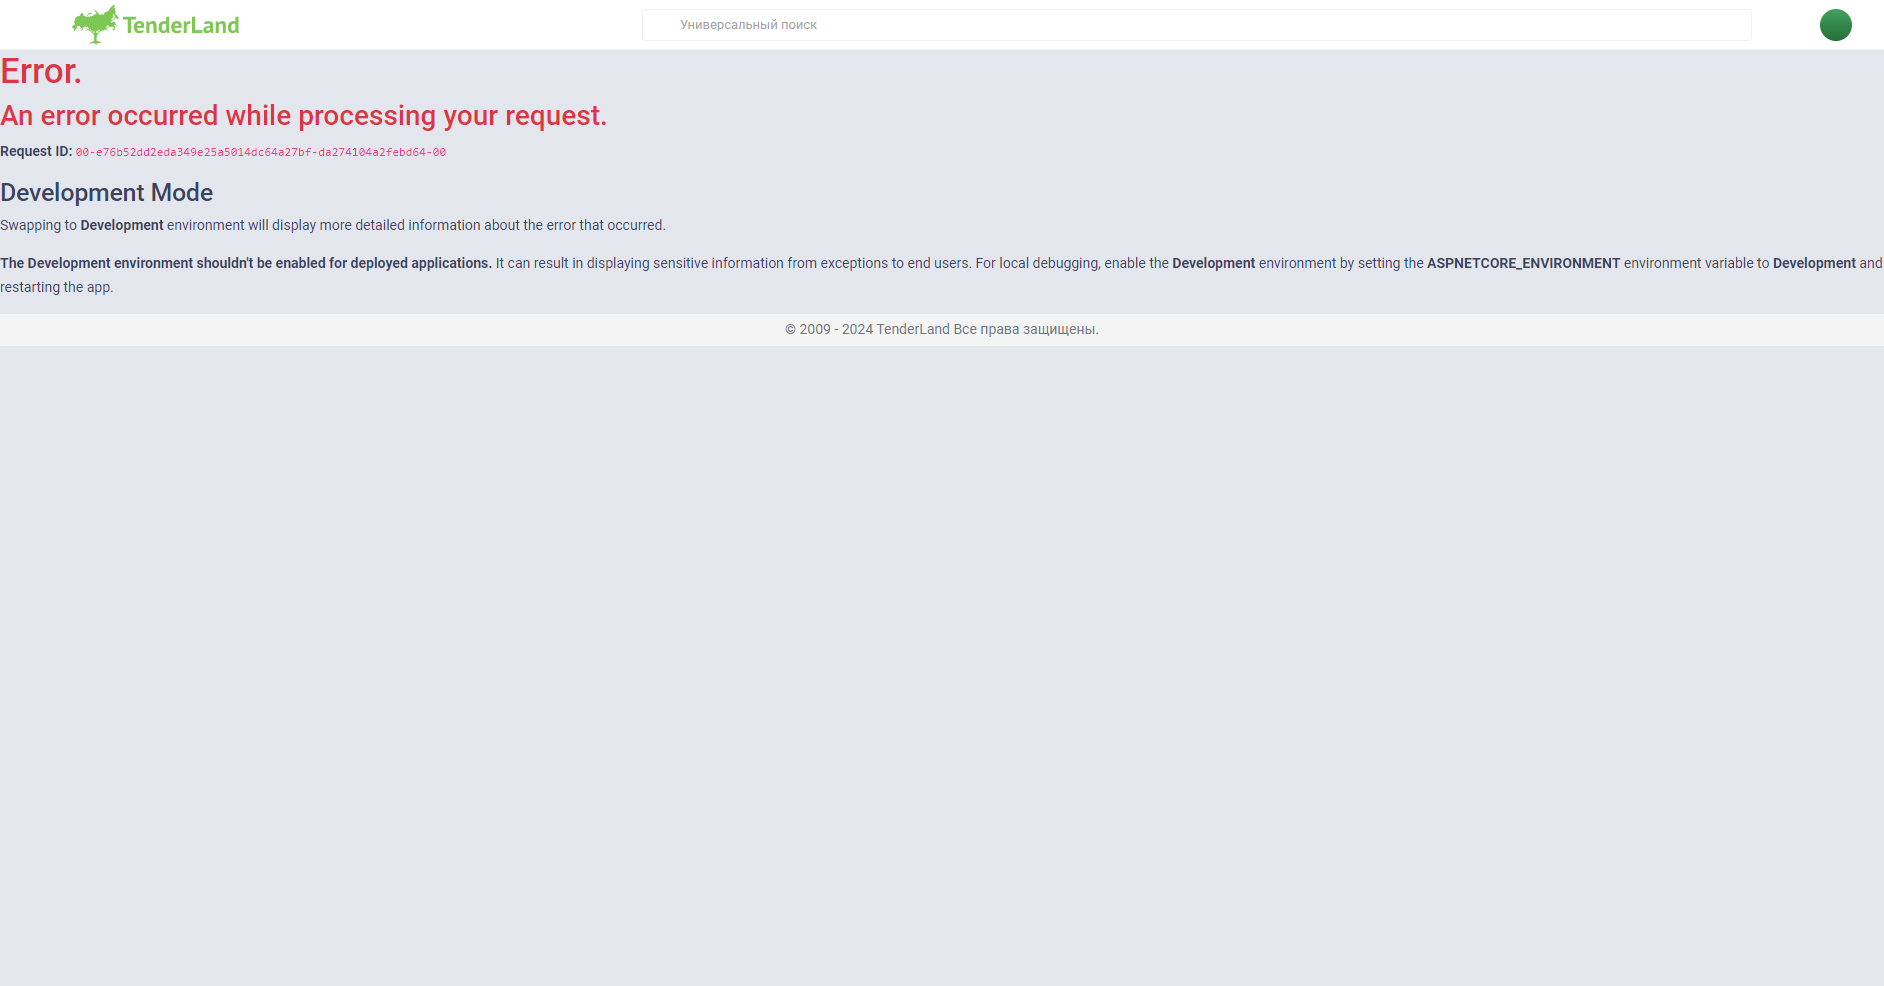 TenderLand
Универсальный поиск
Error.
An error occurred while processing your request.
Request ID: 00-e76b52dd2eda349e25a5014dc64a27bf-da274104a2febd64-00
Development Mode
Swapping to Development environment will display more detailed information about the error that occurred.
The Development environment shouldn't be enabled for deployed applications. It can result in displaying sensitive information from exceptions to end users. For local debugging, enable the Development environment by setting the ASPNETCORE_ENVIRONMENT environment variable to Development and
restarting the app.
© 2009 - 2024 TenderLand Все права защищены.